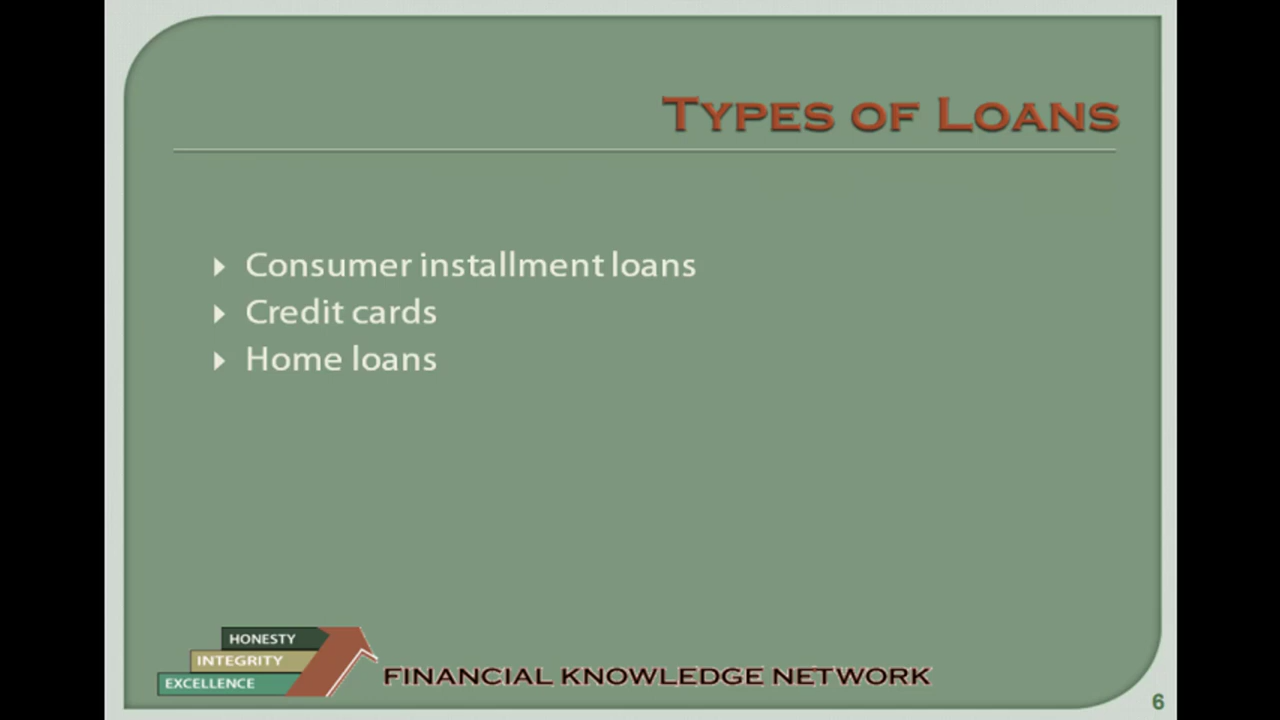 Types of Loans
Consumer installment loans
Credit cards
Home loans
HONESTY
INTEGRITY
EXCELLENCE
FINANCIAL KNOWLEDGE NETWORK
6